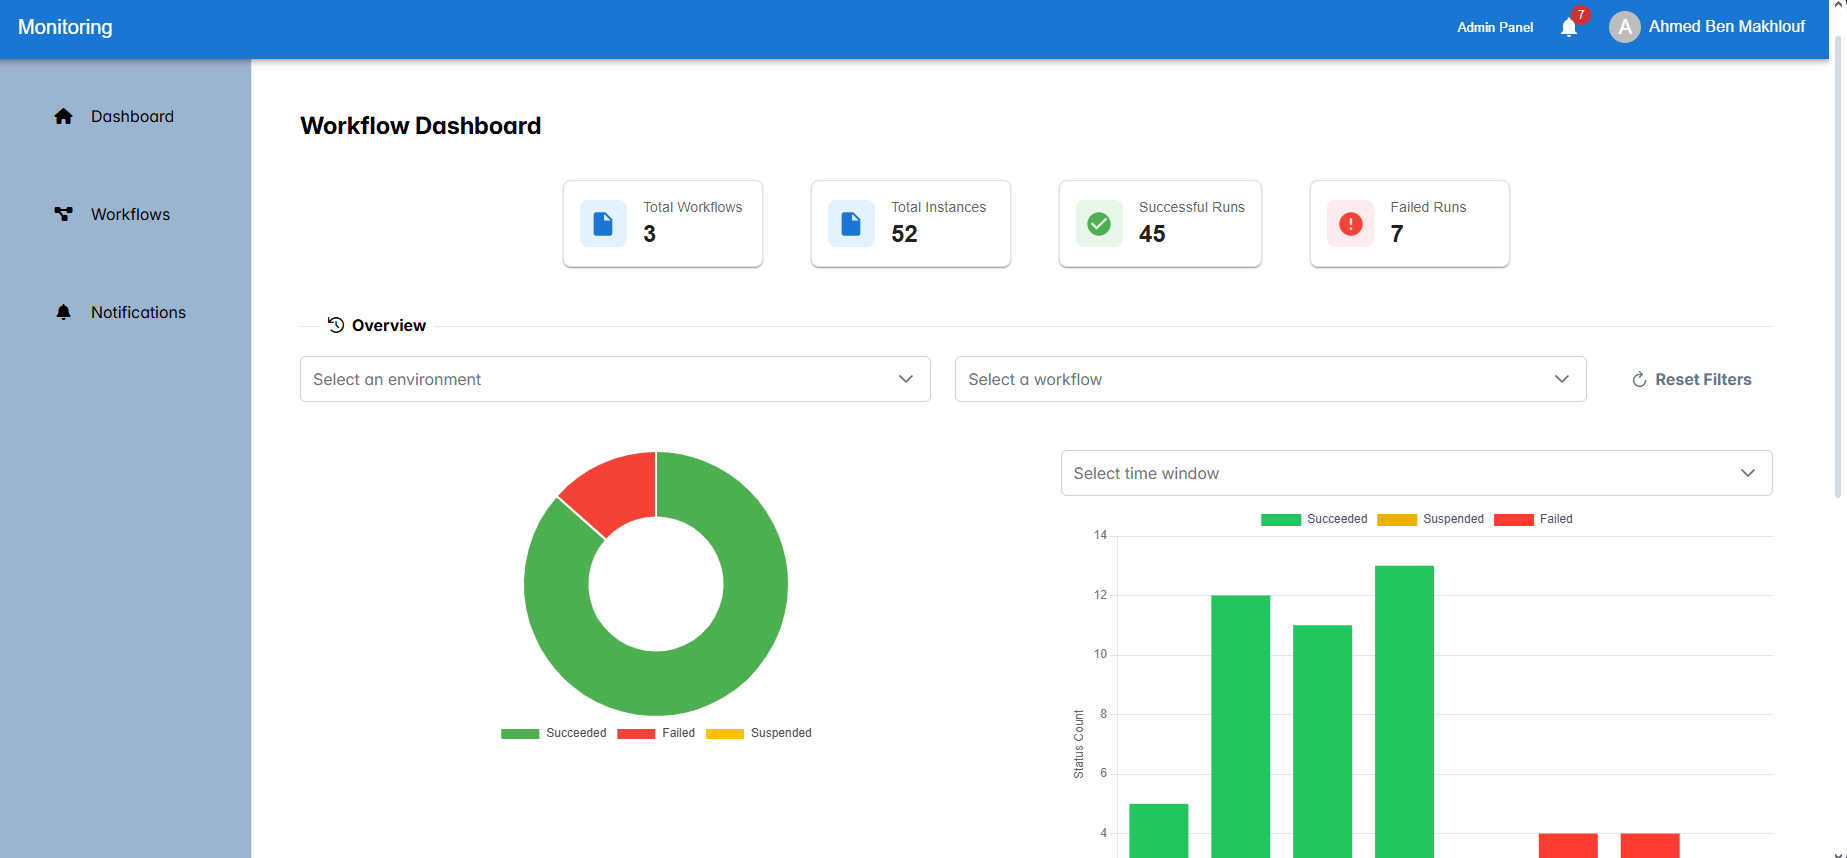 Monitoring
Admin Panel
7
A
Ahmed Ben Makhlouf
Dashboard
Workflows
Notifications
Workflow Dashboard
Total Workflows
3
Total Instances
52
Successful Runs
45
Failed Runs
7
Overview
Select an environment
Select a workflow
Reset Filters
Select time window
Succeeded Failed Suspended
Succeeded Suspended Failed
14
12
10
8
6
4
Status Count